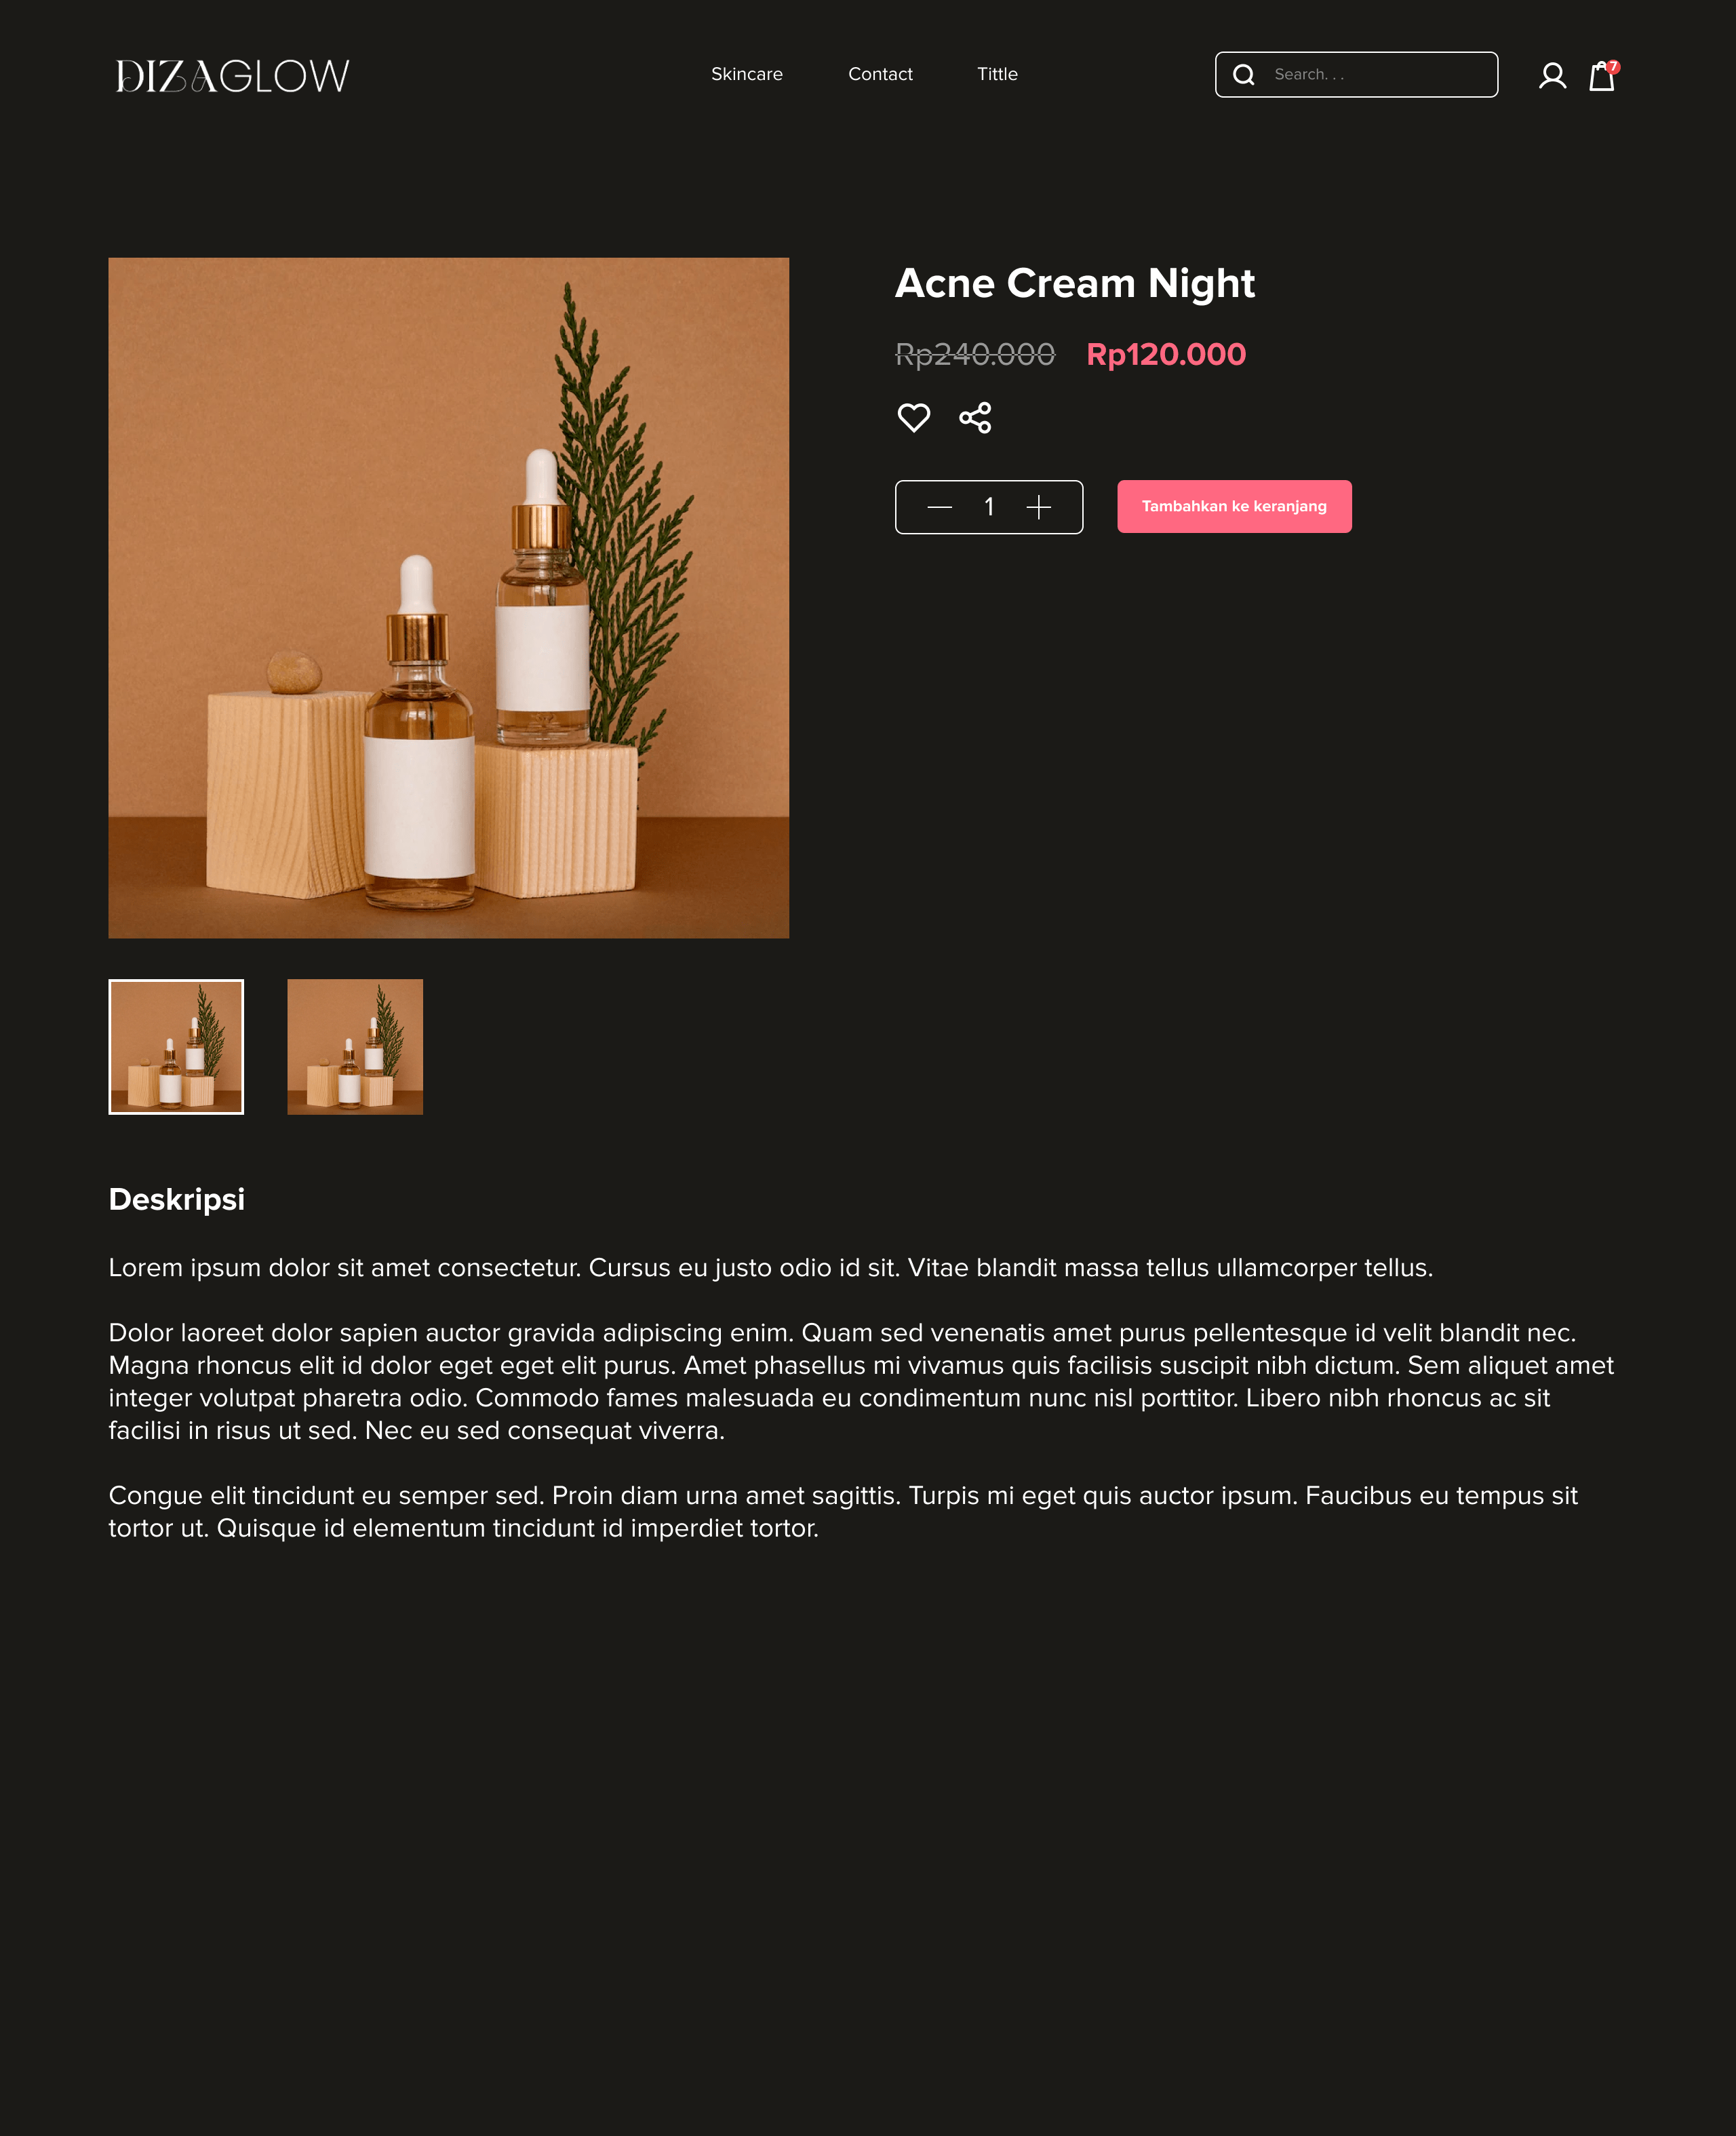 DIZAGLOW
Skincare
Contact
Tittle
Search. . .
7
Acne Cream Night
Rp240.000
Rp120.000
1
Tambahkan ke keranjang
Deskripsi
Lorem ipsum dolor sit amet consectetur. Cursus eu justo odio id sit. Vitae blandit massa tellus ullamcorper tellus.
Dolor laoreet dolor sapien auctor gravida adipiscing enim. Quam sed venenatis amet purus pellentesque id velit blandit nec.
Magna rhoncus elit id dolor eget eget elit purus. Amet phasellus mi vivamus quis facilisis suscipit nibh dictum. Sem aliquet amet
integer volutpat pharetra odio. Commodo fames malesuada eu condimentum nunc nisl porttitor. Libero nibh rhoncus ac sit
facilisi in risus ut sed. Nec eu sed consequat viverra.
Congue elit tincidunt eu semper sed. Proin diam urna amet sagittis. Turpis mi eget quis auctor ipsum. Faucibus eu tempus sit
tortor ut. Quisque id elementum tincidunt id imperdiet tortor.